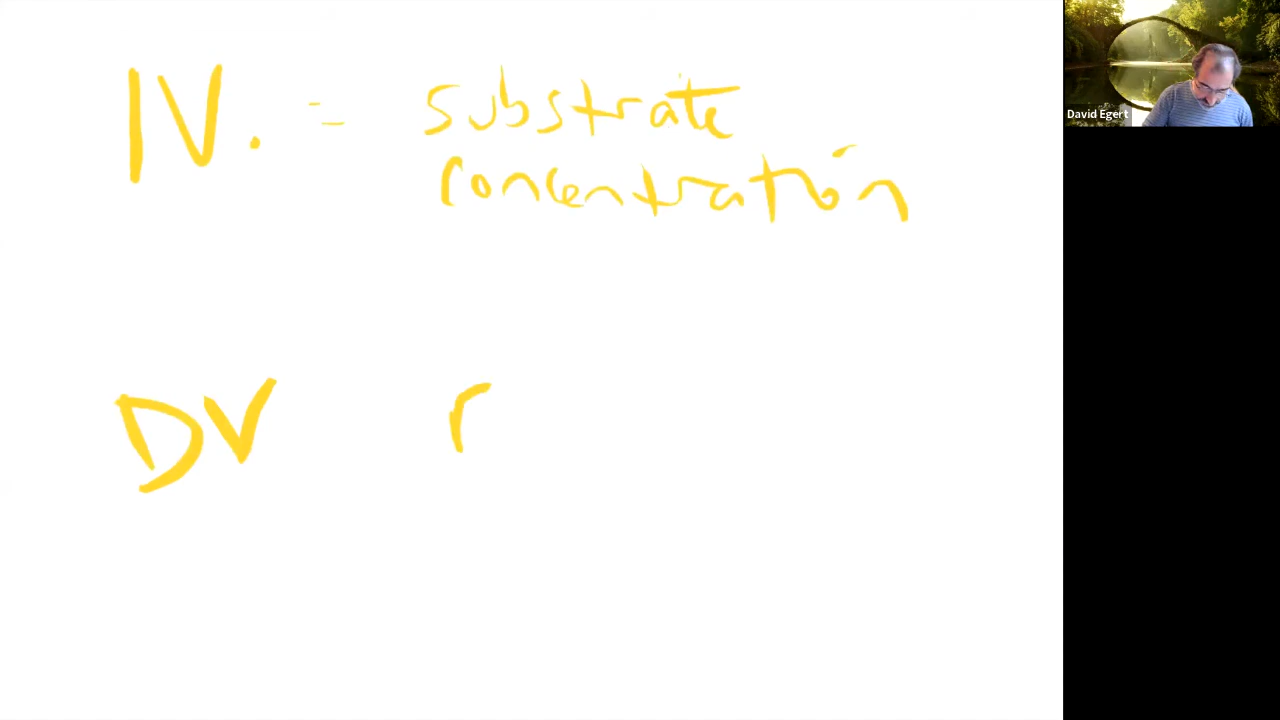 IV. = substrate
concentration
DV r
David Egert